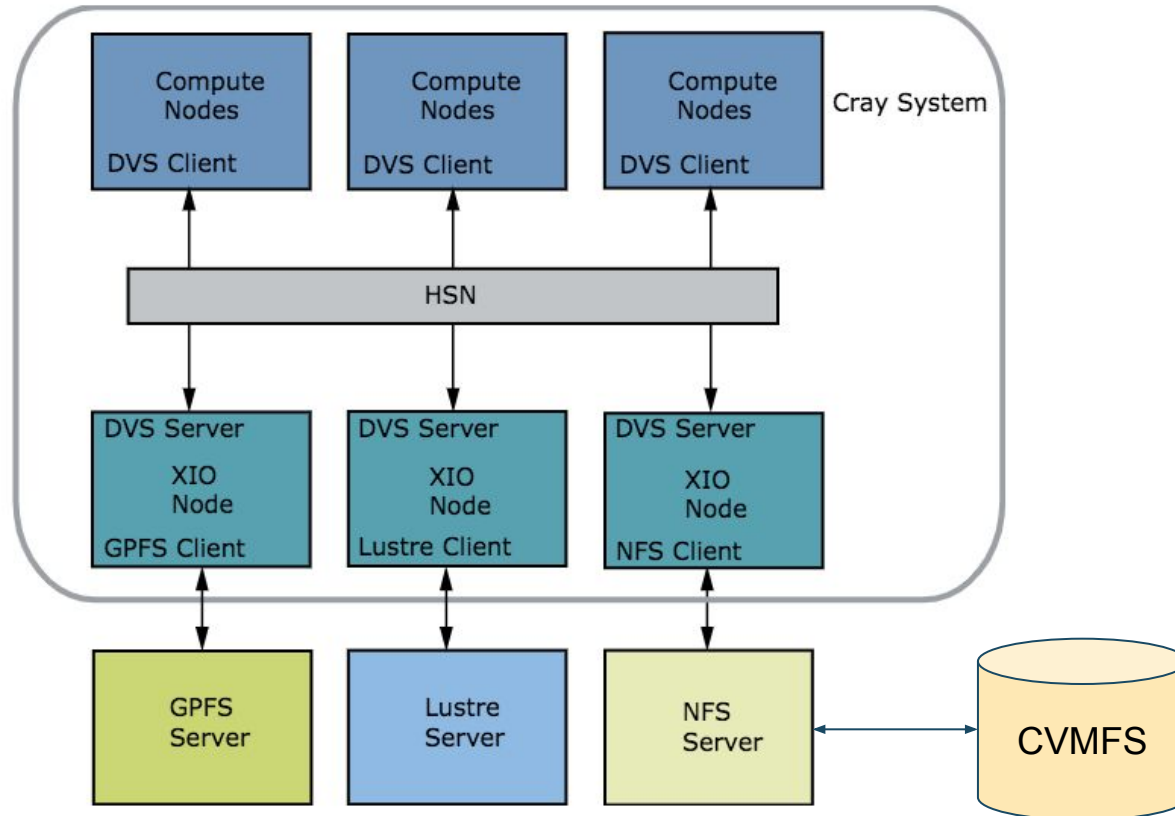 Compute
Nodes
DVS Client
Compute
Nodes
DVS Client
Compute
Nodes
DVS Client
Cray System
HSN
DVS Server
XIO
Node
GPFS Client
DVS Server
XIO
Node
Lustre Client
DVS Server
XIO
Node
NFS Client
GPFS
Server
Lustre
Server
NFS
Server
CVMFS